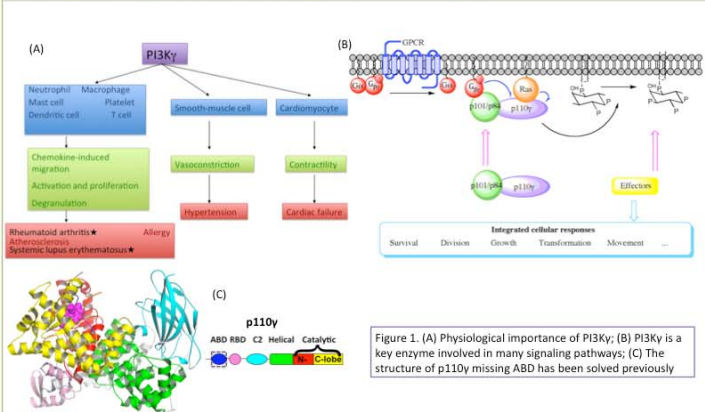 (A)
PI3Kγ
Neutrophil Macrophage
Mast cell Platelet
Dendritic cell T cell
Smooth-muscle cell
Cardiomyocyte
Chemokine-induced
migration
Activation and proliferation
Degranulation
Vasoconstriction
Contractility
Rheumatoid arthritis★ Allergy
Atherosclerosis
Systemic lupus erythematosus★
Hypertension
Cardiac failure
(B)
GPCR
Gα
Gα
Ras
p101/p84 p110γ
P
P
P
P
P
p101/p84 p110γ
Effectors
Integrated cellular responses
Survival Division Growth Transformation Movement ...
(C)
p110γ
ABD RBD C2 Helical Catalytic
N- C-lobe
Figure 1. (A) Physiological importance of PI3Kγ; (B) PI3Kγ is a
key enzyme involved in many signaling pathways; (C) The
structure of p110γ missing ABD has been solved previously